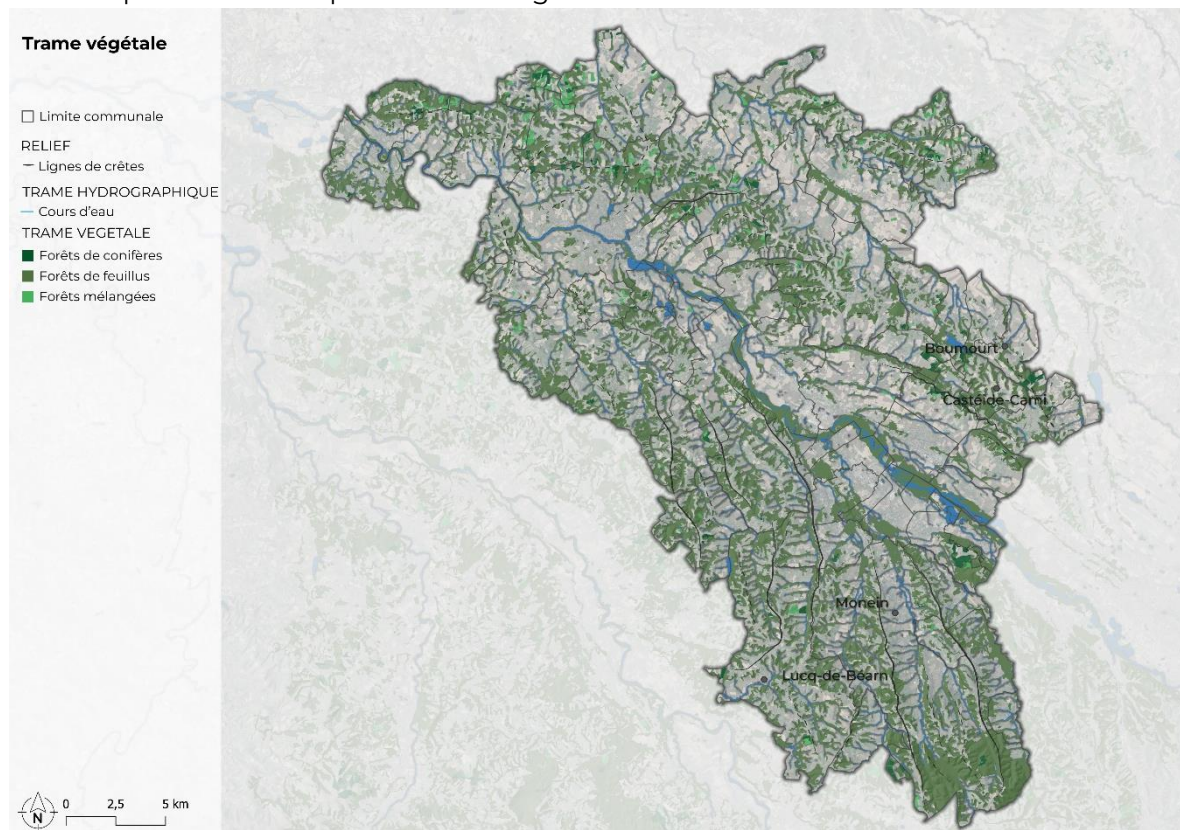 Trame végétale
Limite communale
RELIEF
Lignes de crêtes
TRAME HYDROGRAPHIQUE
Cours d'eau
TRAME VEGETALE
Forêts de conifères
Forêts de feuillus
Forêts mélangées
Boumourt
Castéide-Cami
Monein
Lucq-de-Béarn
N
0 2,5 5 km